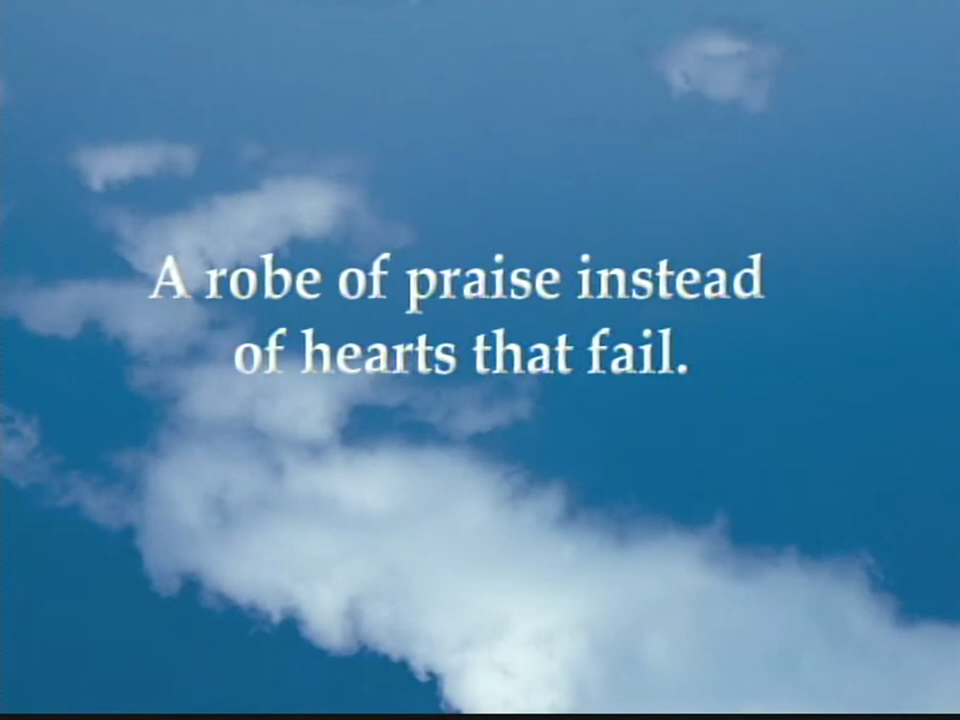 A robe of praise instead
of hearts that fail.